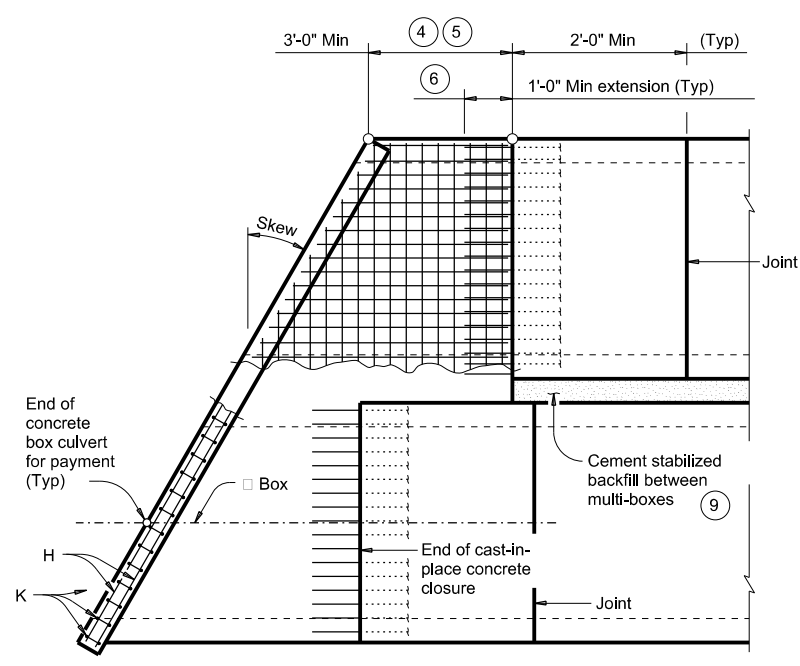 3'-0" Min
4 5
2'-0" Min
(Typ)
6
1'-0" Min extension (Typ)
Skew
Joint
End of
concrete
box culvert
for payment
(Typ)
□ Box
Cement stabilized
backfill between
multi-boxes
9
H
End of cast-in-
place concrete
closure
K
Joint